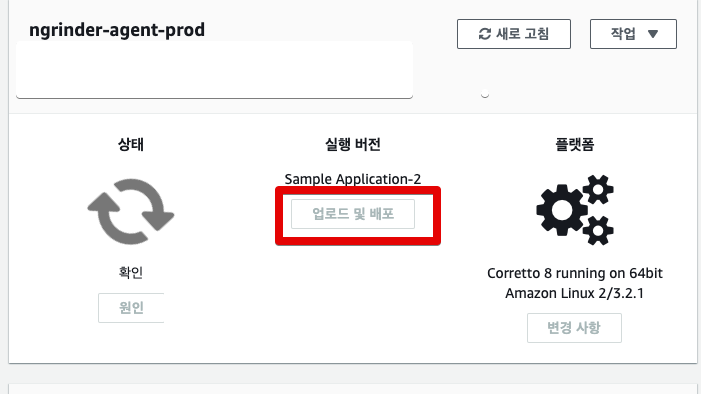 ngrinder-agent-prod
새로 고침
작업
상태
실행 버전
플랫폼
Sample Application-2
업로드 및 배포
확인
원인
Corretto 8 running on 64bit
Amazon Linux 2/3.2.1
변경 사항